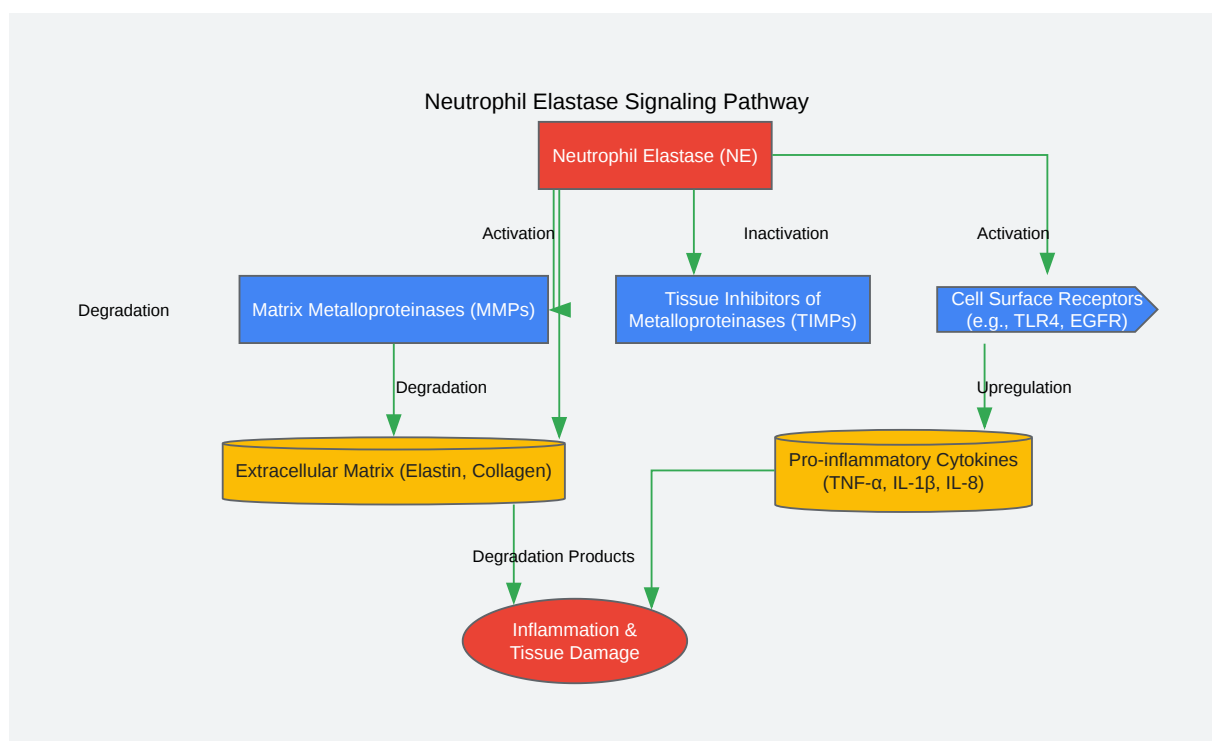 Neutrophil Elastase Signaling Pathway
Neutrophil Elastase (NE)
Activation
Inactivation
Activation
Matrix Metalloproteinases (MMPs)
Tissue Inhibitors of
Metalloproteinases (TIMPs)
Cell Surface Receptors
(e.g., TLR4, EGFR)
Degradation
Degradation
Upregulation
Extracellular Matrix (Elastin, Collagen)
Pro-inflammatory Cytokines
(TNF-α, IL-1β, IL-8)
Degradation Products
Inflammation &
Tissue Damage